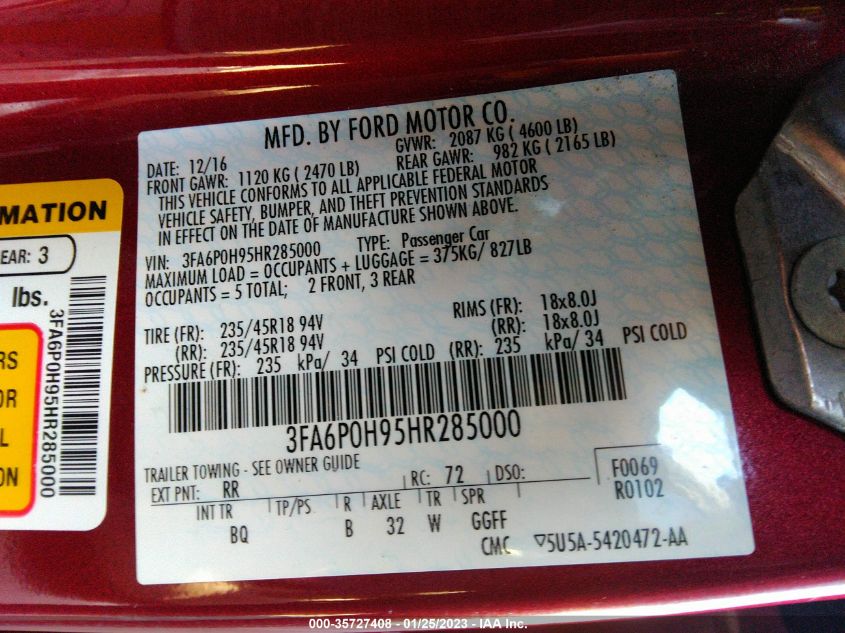 MFD. BY FORD MOTOR CO.
DATE: 12/16 GVWR: 2087 KG ( 4600 LB)
FRONT GAWR: 1120 KG ( 2470 LB) REAR GAWR: 982 KG ( 2165 LB)
THIS VEHICLE CONFORMS TO ALL APPLICABLE FEDERAL MOTOR
VEHICLE SAFETY, BUMPER, AND THEFT PREVENTION STANDARDS
IN EFFECT ON THE DATE OF MANUFACTURE SHOWN ABOVE.
VIN: 3FA6P0H95HR285000 TYPE: Passenger Car
MAXIMUM LOAD = OCCUPANTS + LUGGAGE = 375KG/ 827LB
OCCUPANTS = 5 TOTAL; 2 FRONT, 3 REAR
TIRE (FR): 235/45R18 94V RIMS (FR): 18x8.0J
(RR): 235/45R18 94V (RR): 18x8.0J
PRESSURE (FR): 235 kPa/ 34 PSI COLD (RR): 235 kPa/ 34 PSI COLD
3FA6P0H95HR285000
TRAILER TOWING - SEE OWNER GUIDE
EXT PNT: RR RC: 72 DSO: F0069
R0102
INT TR TP/PS R AXLE TR SPR
BQ B 32 W GGFF
CMC ▽5U5A-5420472-AA
MATION
EAR: 3
lbs.
3FA6P0H95HR285000
RS
OR
L
ON
000-35727408 - 01/25/2023 - IAA Inc.